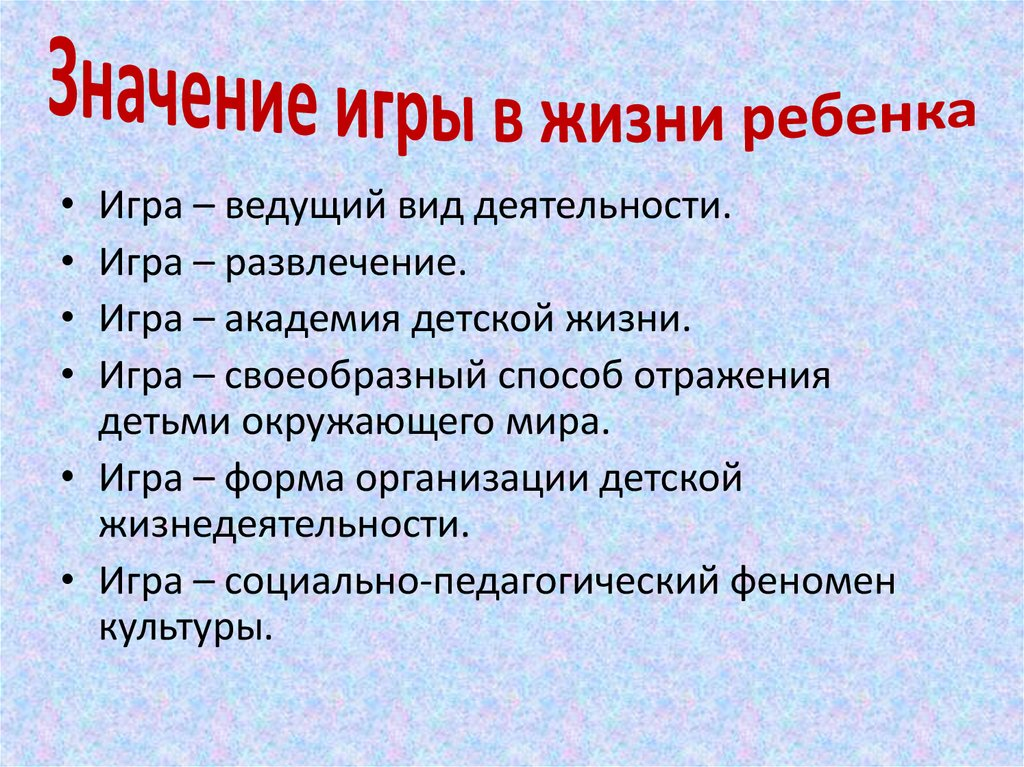 Значение игры в жизни ребенка
• Игра – ведущий вид деятельности.
• Игра – развлечение.
• Игра – академия детской жизни.
• Игра – своеобразный способ отражения
детьми окружающего мира.
• Игра – форма организации детской
жизнедеятельности.
• Игра – социально-педагогический феномен
культуры.